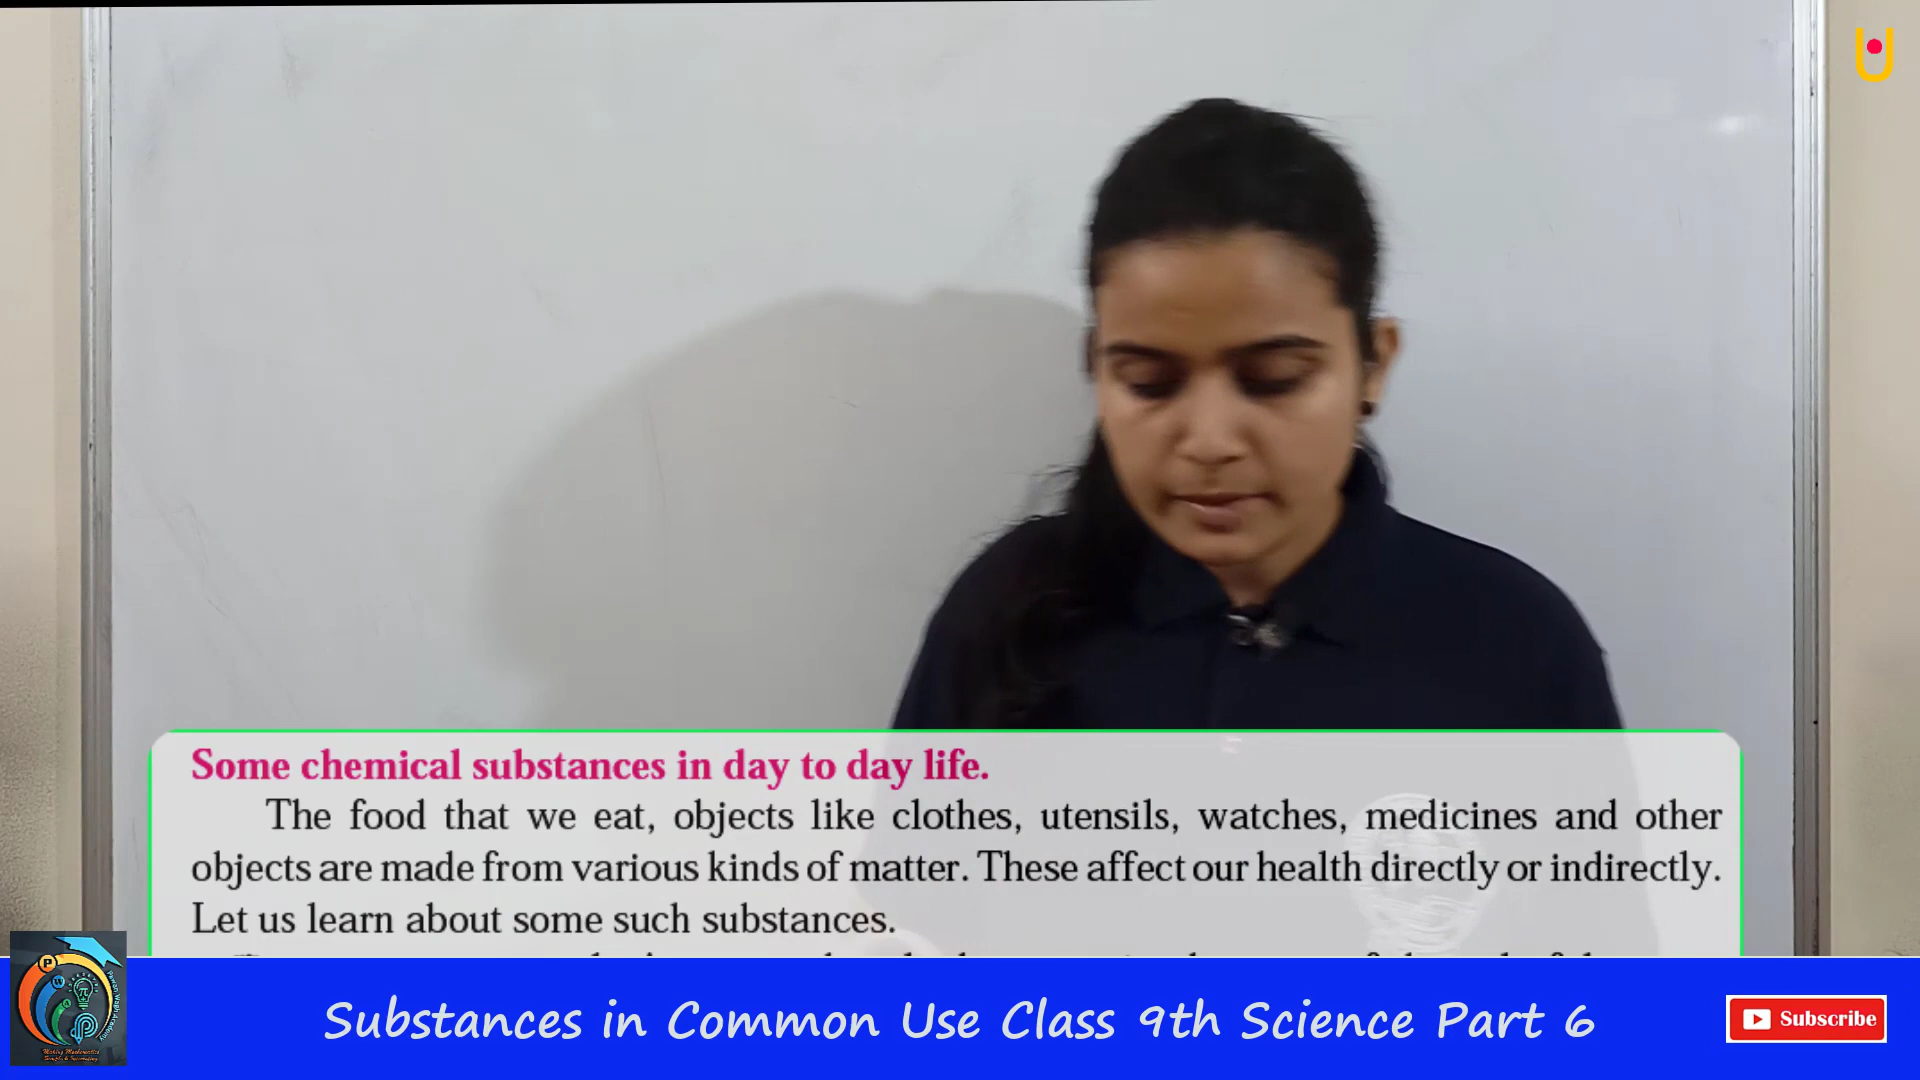 Some chemical substances in day to day life.
The food that we eat, objects like clothes, utensils, watches, medicines and other
objects are made from various kinds of matter. These affect our health directly or indirectly.
Let us learn about some such substances.
Substances in Common Use Class 9th Science Part 6
Subscribe
Making Mathematics